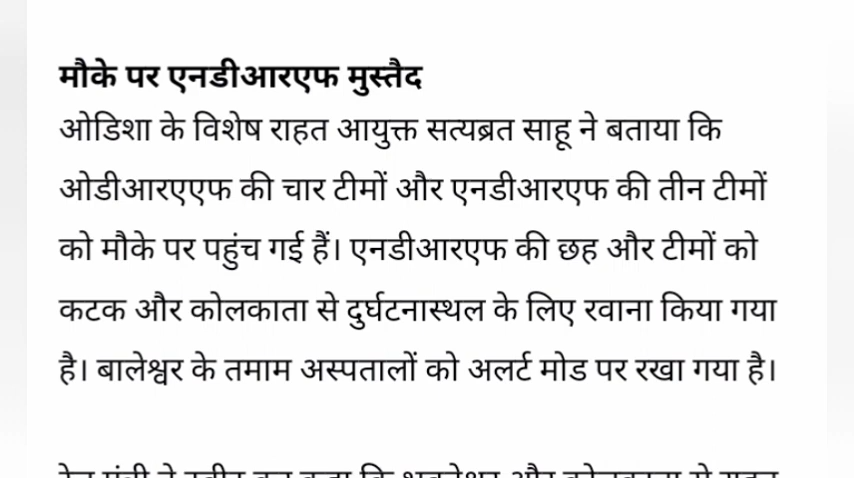 मौके पर एनडीआरएफ मुस्तैद
ओडिशा के विशेष राहत आयुक्त सत्यब्रत साहू ने बताया कि
ओडीआरएएफ की चार टीमों और एनडीआरएफ की तीन टीमों
को मौके पर पहुंच गई हैं। एनडीआरएफ की छह और टीमों को
कटक और कोलकाता से दुर्घटनास्थल के लिए रवाना किया गया
है। बालेश्वर के तमाम अस्पतालों को अलर्ट मोड पर रखा गया है।